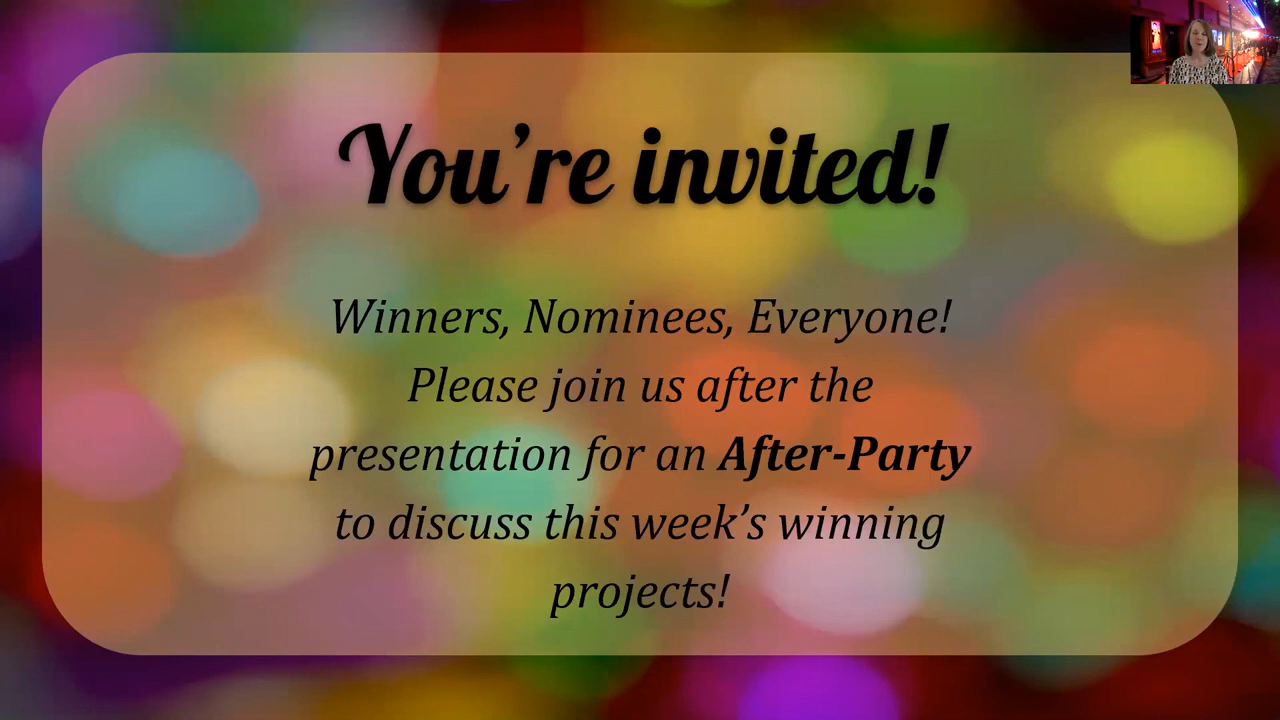 You’re invited!
Winners, Nominees, Everyone!
Please join us after the
presentation for an After-Party
to discuss this week’s winning
projects!